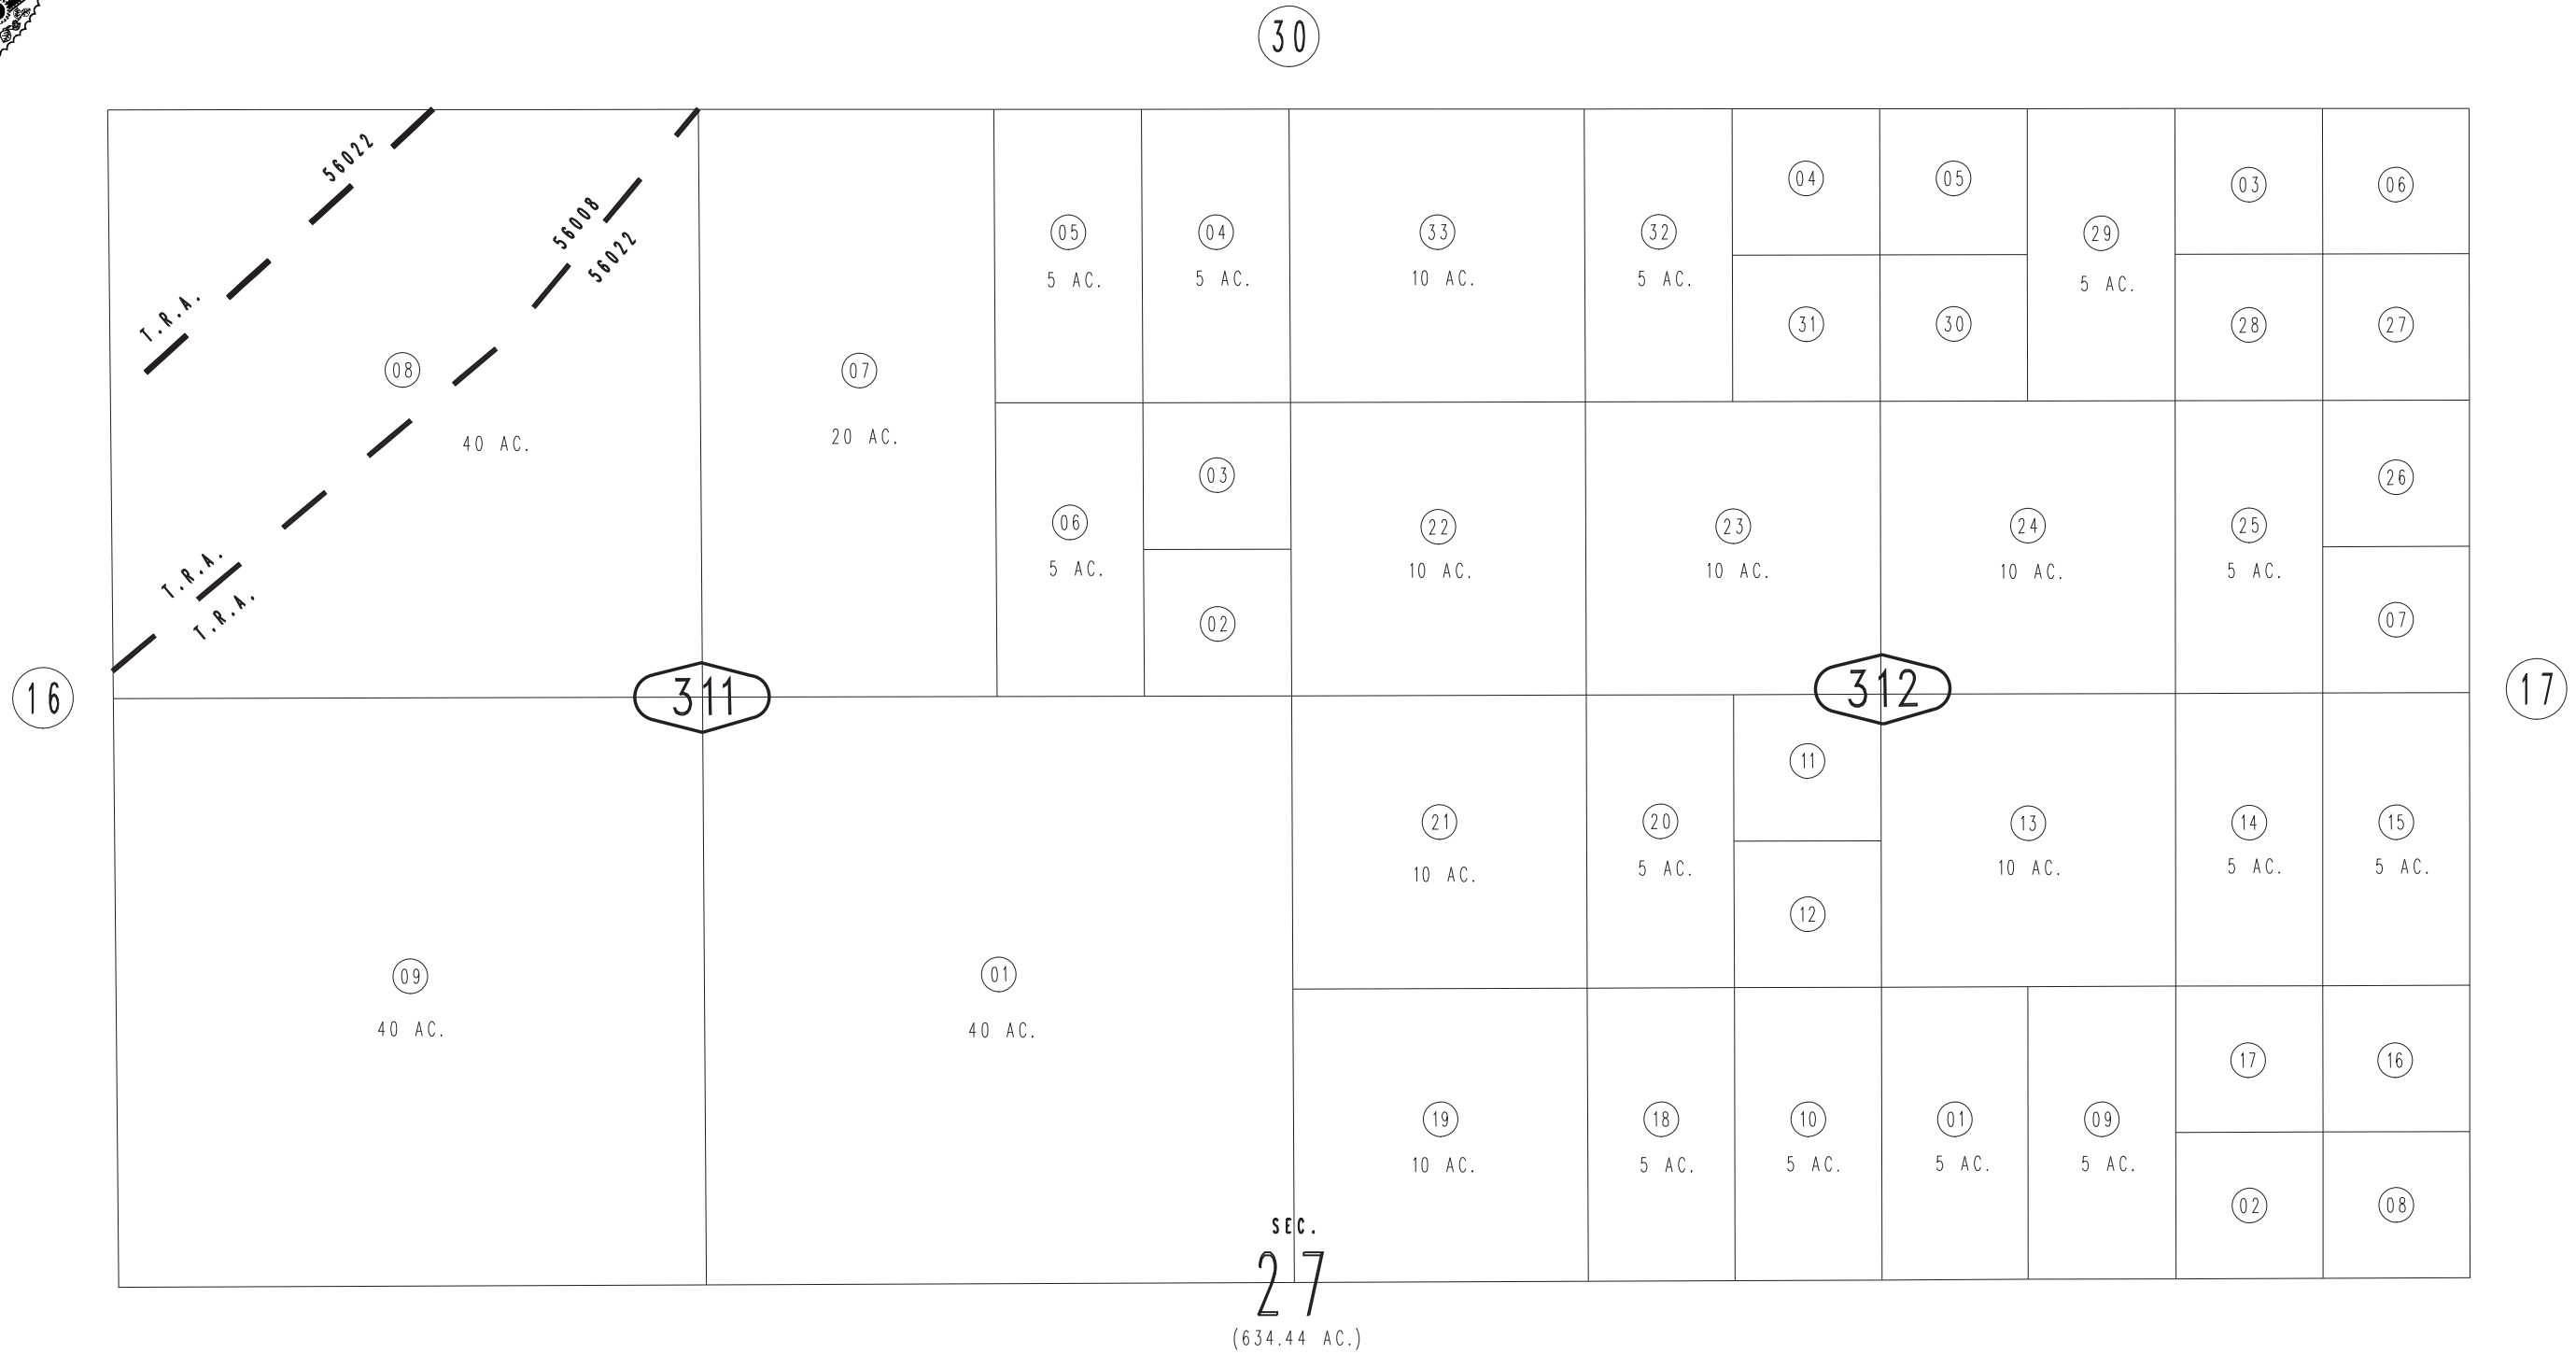 30
56022
T.R.A.
56008
56022
08
40 AC.
T.R.A.
T.R.A.
07
20 AC.
05
5 AC.
04
5 AC.
06
5 AC.
03
02
33
10 AC.
32
5 AC.
04
05
31
30
29
5 AC.
03
06
28
27
22
10 AC.
23
10 AC.
24
10 AC.
25
5 AC.
26
07
16
311
312
17
09
40 AC.
01
40 AC.
21
10 AC.
20
5 AC.
11
12
13
10 AC.
14
5 AC.
15
5 AC.
19
10 AC.
18
5 AC.
10
5 AC.
01
5 AC.
09
5 AC.
17
16
02
08
SEC.
27
(634.44 AC.)